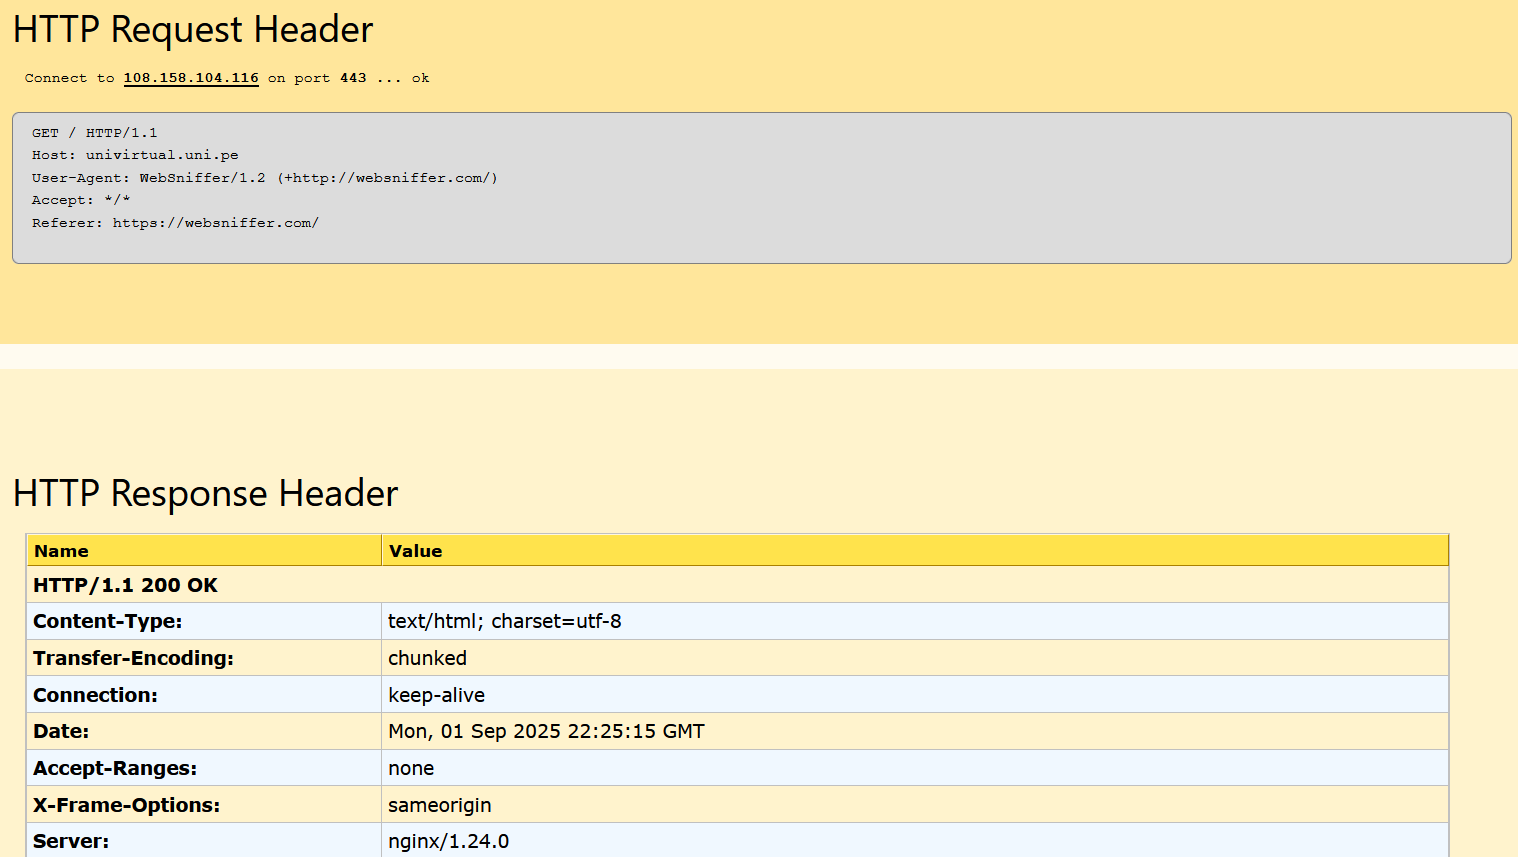 HTTP Request Header
Connect to 108.158.104.116 on port 443 ... ok
GET / HTTP/1.1
Host: univirtual.uni.pe
User-Agent: WebSniffer/1.2 (+http://websniffer.com/)
Accept: */*
Referer: https://websniffer.com/
HTTP Response Header
Name Value
HTTP/1.1 200 OK
Content-Type: text/html; charset=utf-8
Transfer-Encoding: chunked
Connection: keep-alive
Date: Mon, 01 Sep 2025 22:25:15 GMT
Accept-Ranges: none
X-Frame-Options: sameorigin
Server: nginx/1.24.0